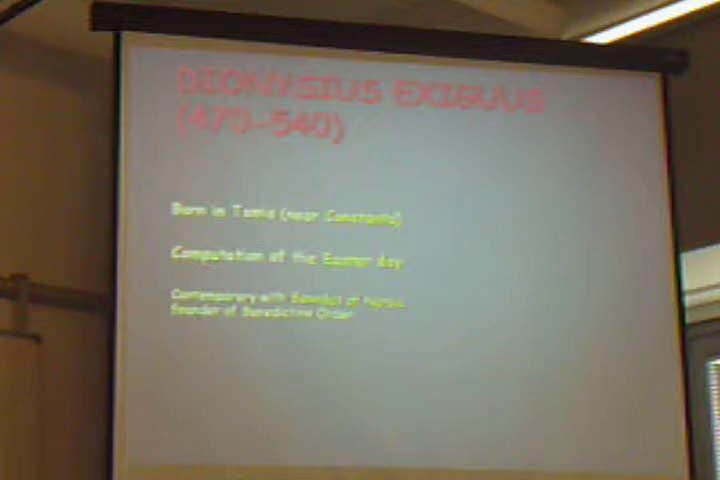 DIONYSIUS EXIGUUS
(470-540)
Born in Tomis (near Constanta)
Computation of the Easter day
Contemporary with Benedict of Nursia,
founder of Benedictine Order